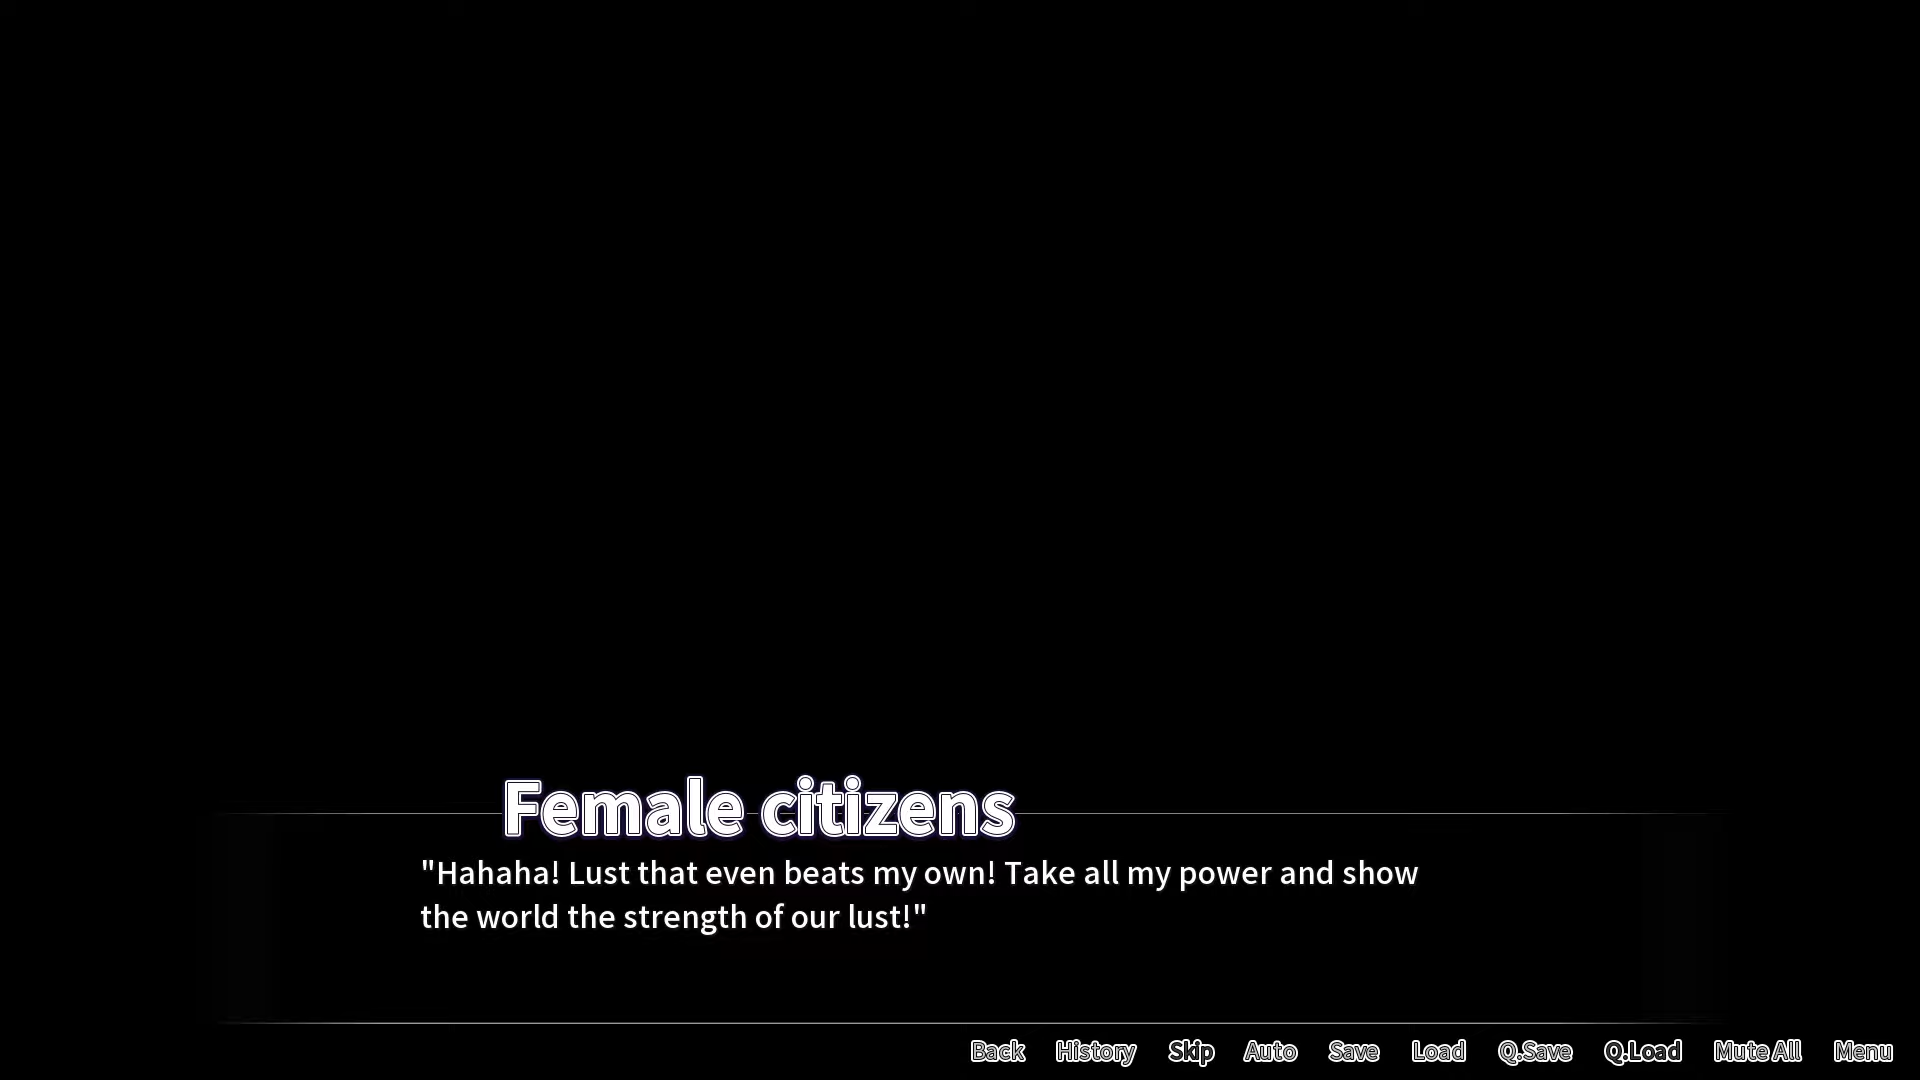 Female citizens
"Hahaha! Lust that even beats my own! Take all my power and show
the world the strength of our lust!"
Back History Skip Auto Save Load Q.Save Q.Load Mute All Menu